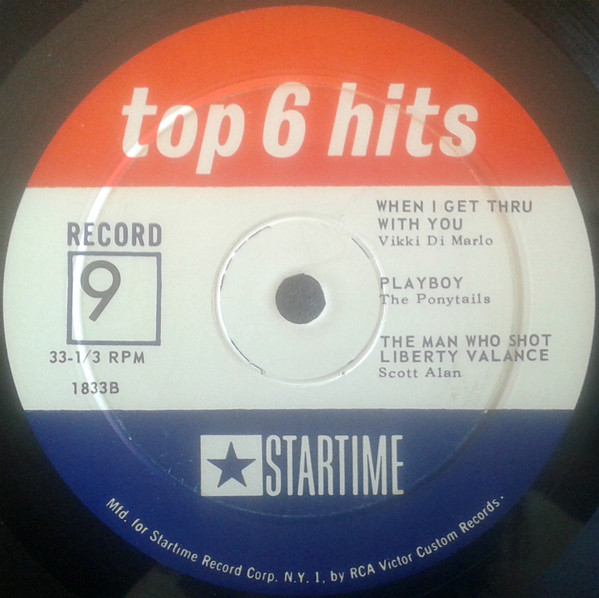 top 6 hits
RECORD
9
33-1/3 RPM
1833B
WHEN I GET THRU
WITH YOU
Vikki Di Marlo
PLAYBOY
The Ponytails
THE MAN WHO SHOT
LIBERTY VALANCE
Scott Alan
STARTIME
Mfd. for Startime Record Corp. N.Y. 1, by RCA Victor Custom Records.